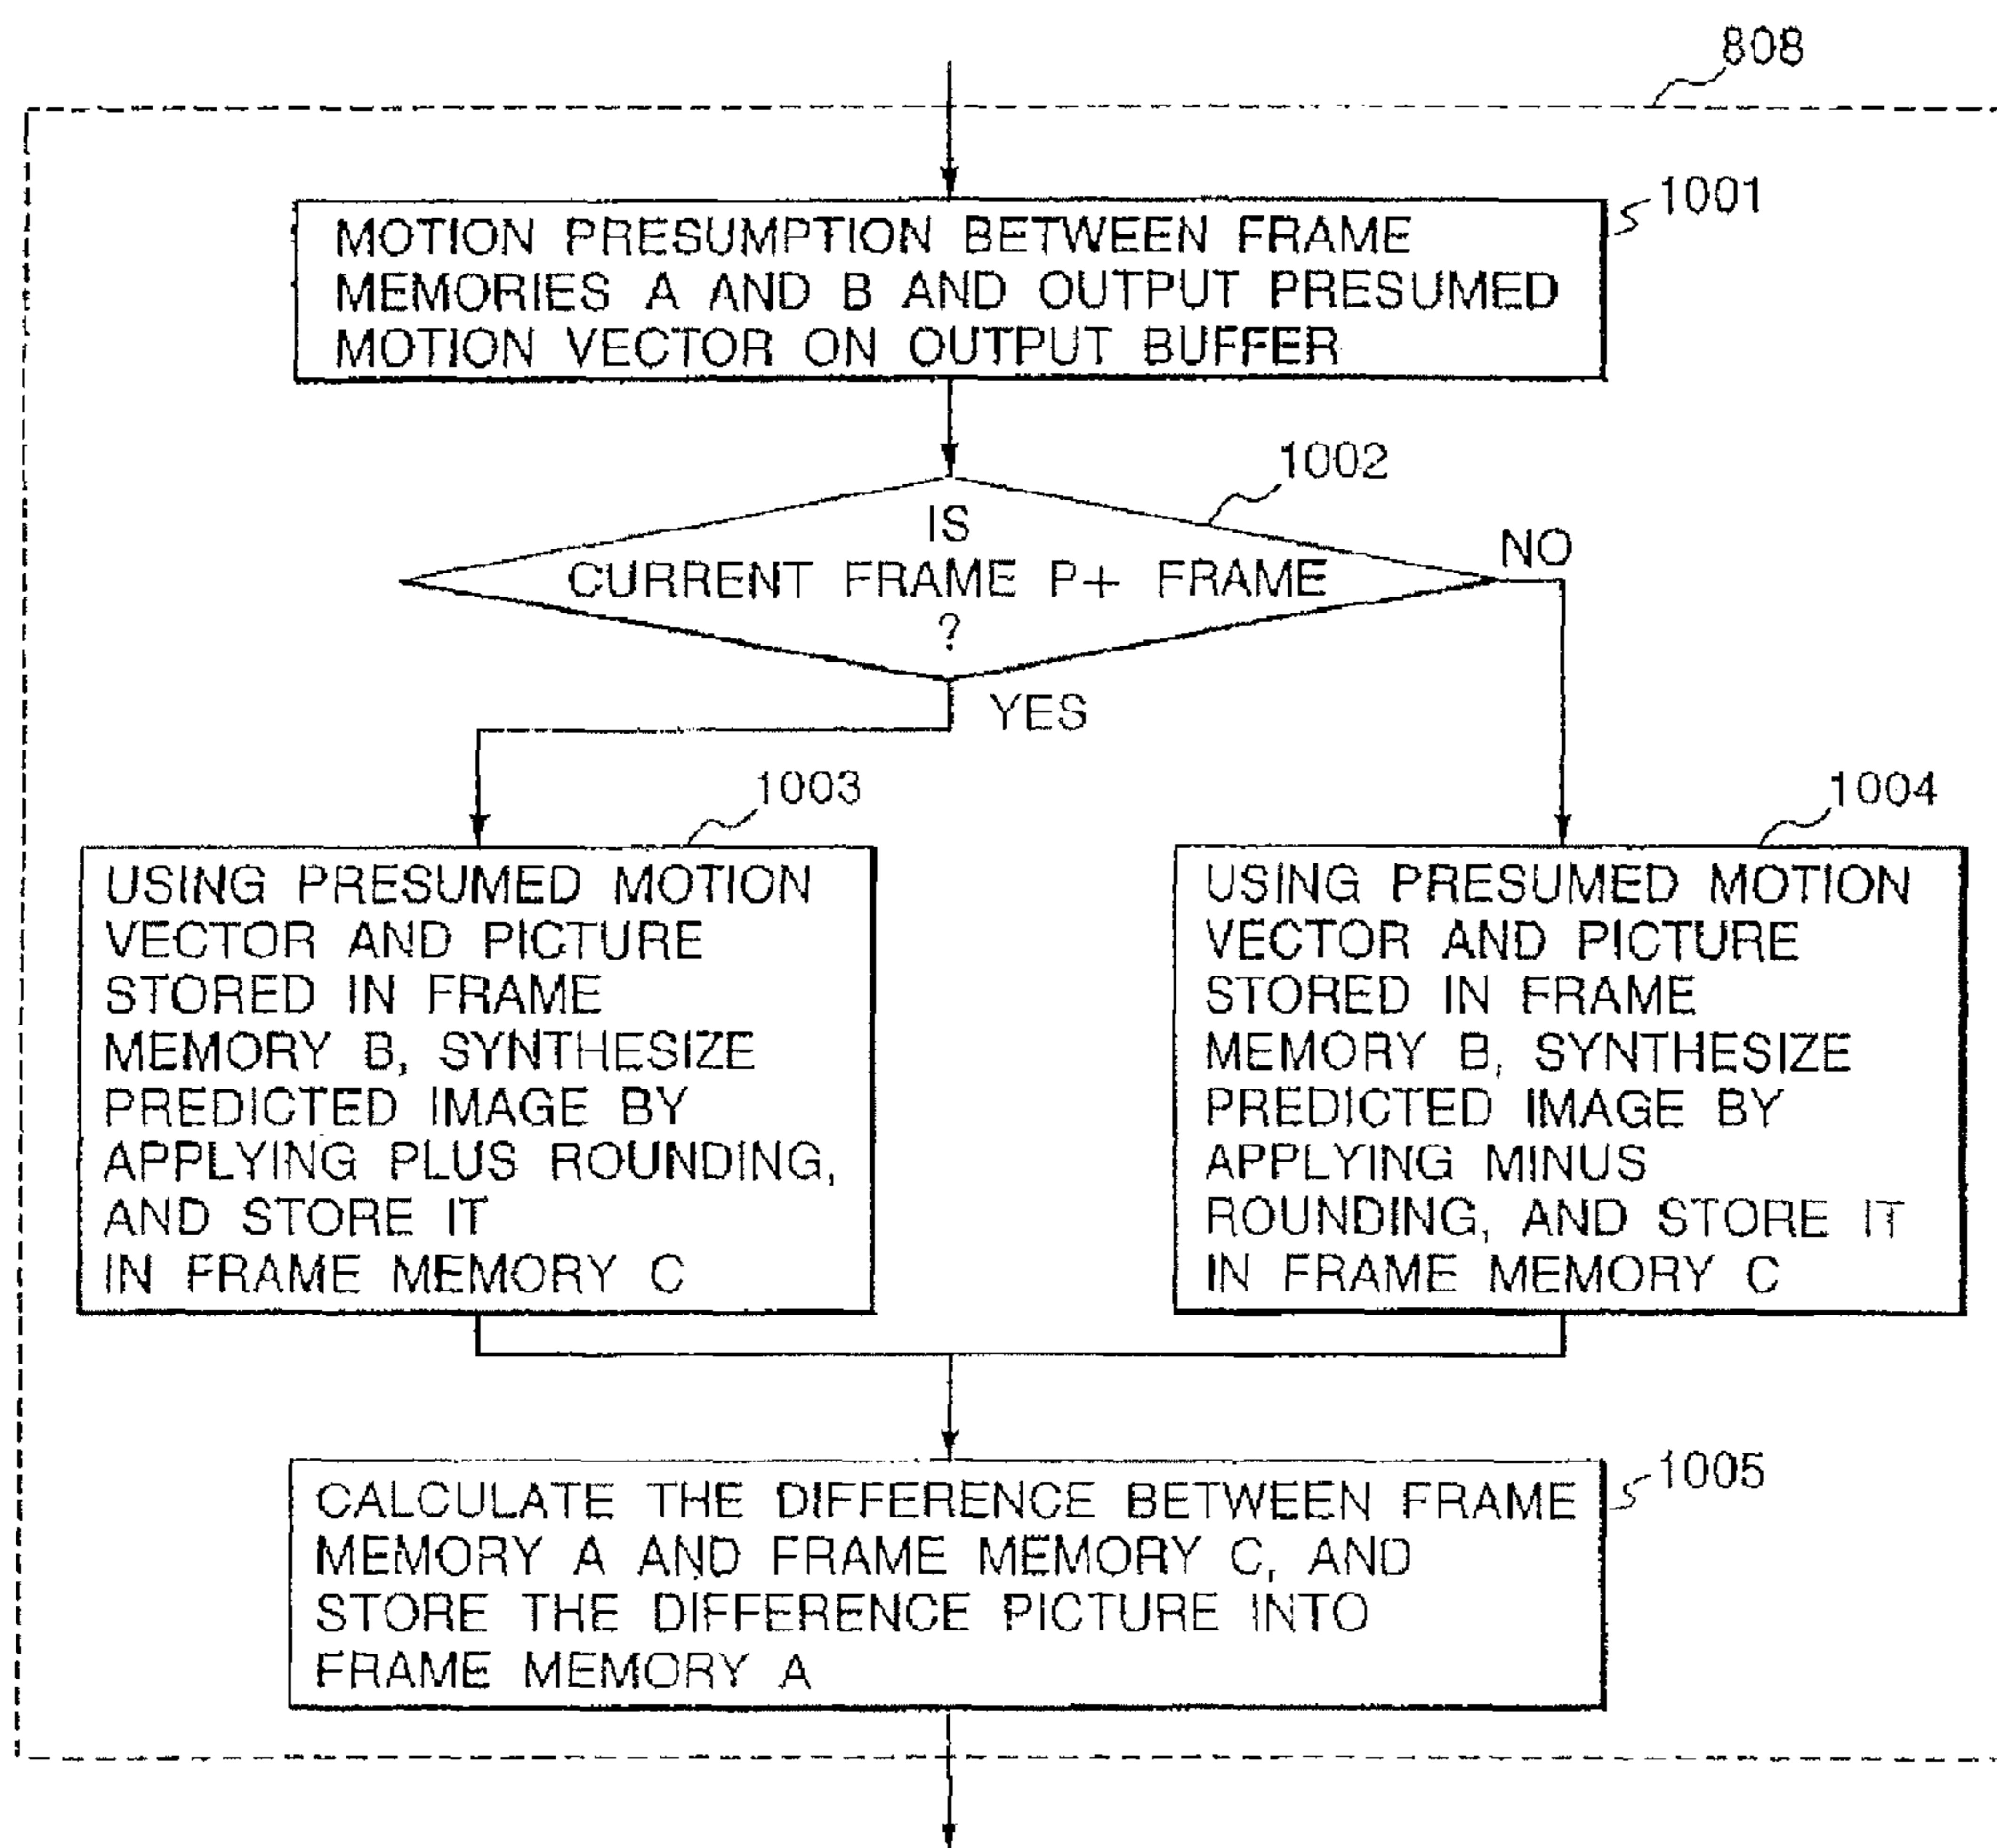 808
1001
MOTION PRESUMPTION BETWEEN FRAME
MEMORIES A AND B AND OUTPUT PRESUMED
MOTION VECTOR ON OUTPUT BUFFER
1002
IS
CURRENT FRAME P+ FRAME
?
NO
YES
1003
USING PRESUMED MOTION
VECTOR AND PICTURE
STORED IN FRAME
MEMORY B, SYNTHESIZE
PREDICTED IMAGE BY
APPLYING PLUS ROUNDING,
AND STORE IT
IN FRAME MEMORY C
1004
USING PRESUMED MOTION
VECTOR AND PICTURE
STORED IN FRAME
MEMORY B, SYNTHESIZE
PREDICTED IMAGE BY
APPLYING MINUS
ROUNDING, AND STORE IT
IN FRAME MEMORY C
1005
CALCULATE THE DIFFERENCE BETWEEN FRAME
MEMORY A AND FRAME MEMORY C, AND
STORE THE DIFFERENCE PICTURE INTO
FRAME MEMORY A